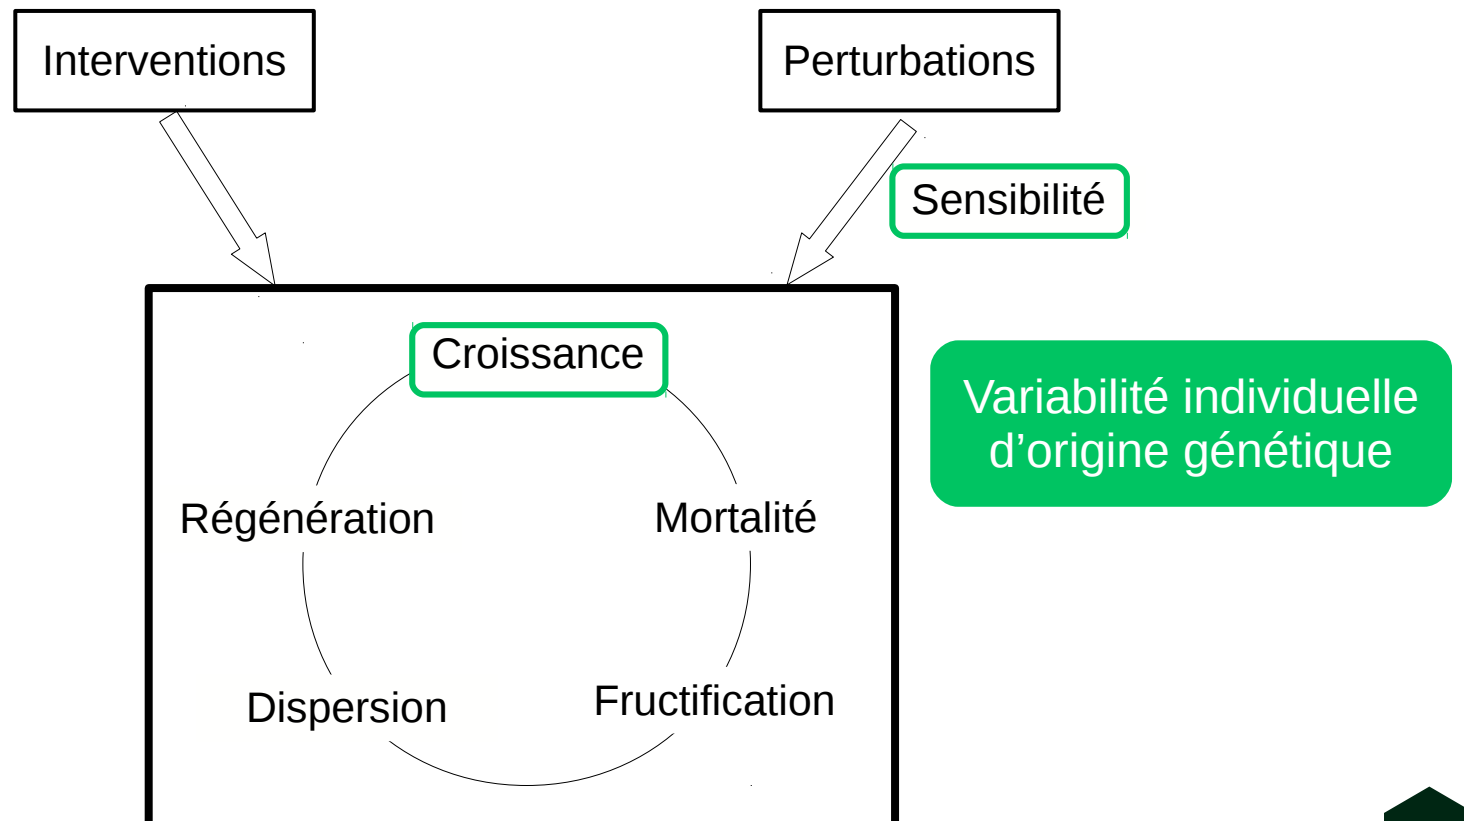 Interventions
Perturbations
Sensibilité
Croissance
Variabilité individuelle
d’origine génétique
Régénération
Mortalité
Dispersion
Fructification